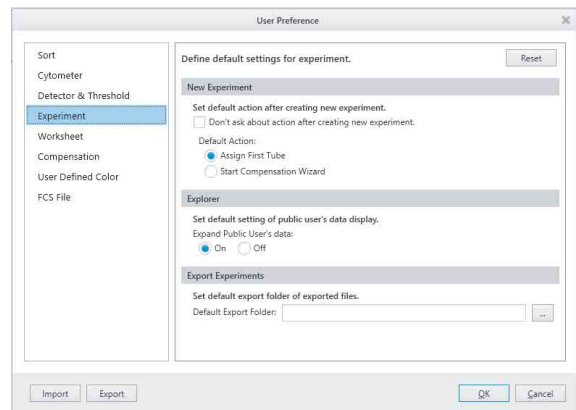 User Preference
Sort
Cytometer
Detector & Threshold
Experiment
Worksheet
Compensation
User Defined Color
FCS File
Define default settings for experiment.
Reset
New Experiment
Set default action after creating new experiment.
Don't ask about action after creating new experiment.
Default Action:
Assign First Tube
Start Compensation Wizard
Explorer
Set default setting of public user's data display.
Expand Public User's data:
On Off
Export Experiments
Set default export folder of exported files.
Default Export Folder: ...
Import Export OK Cancel